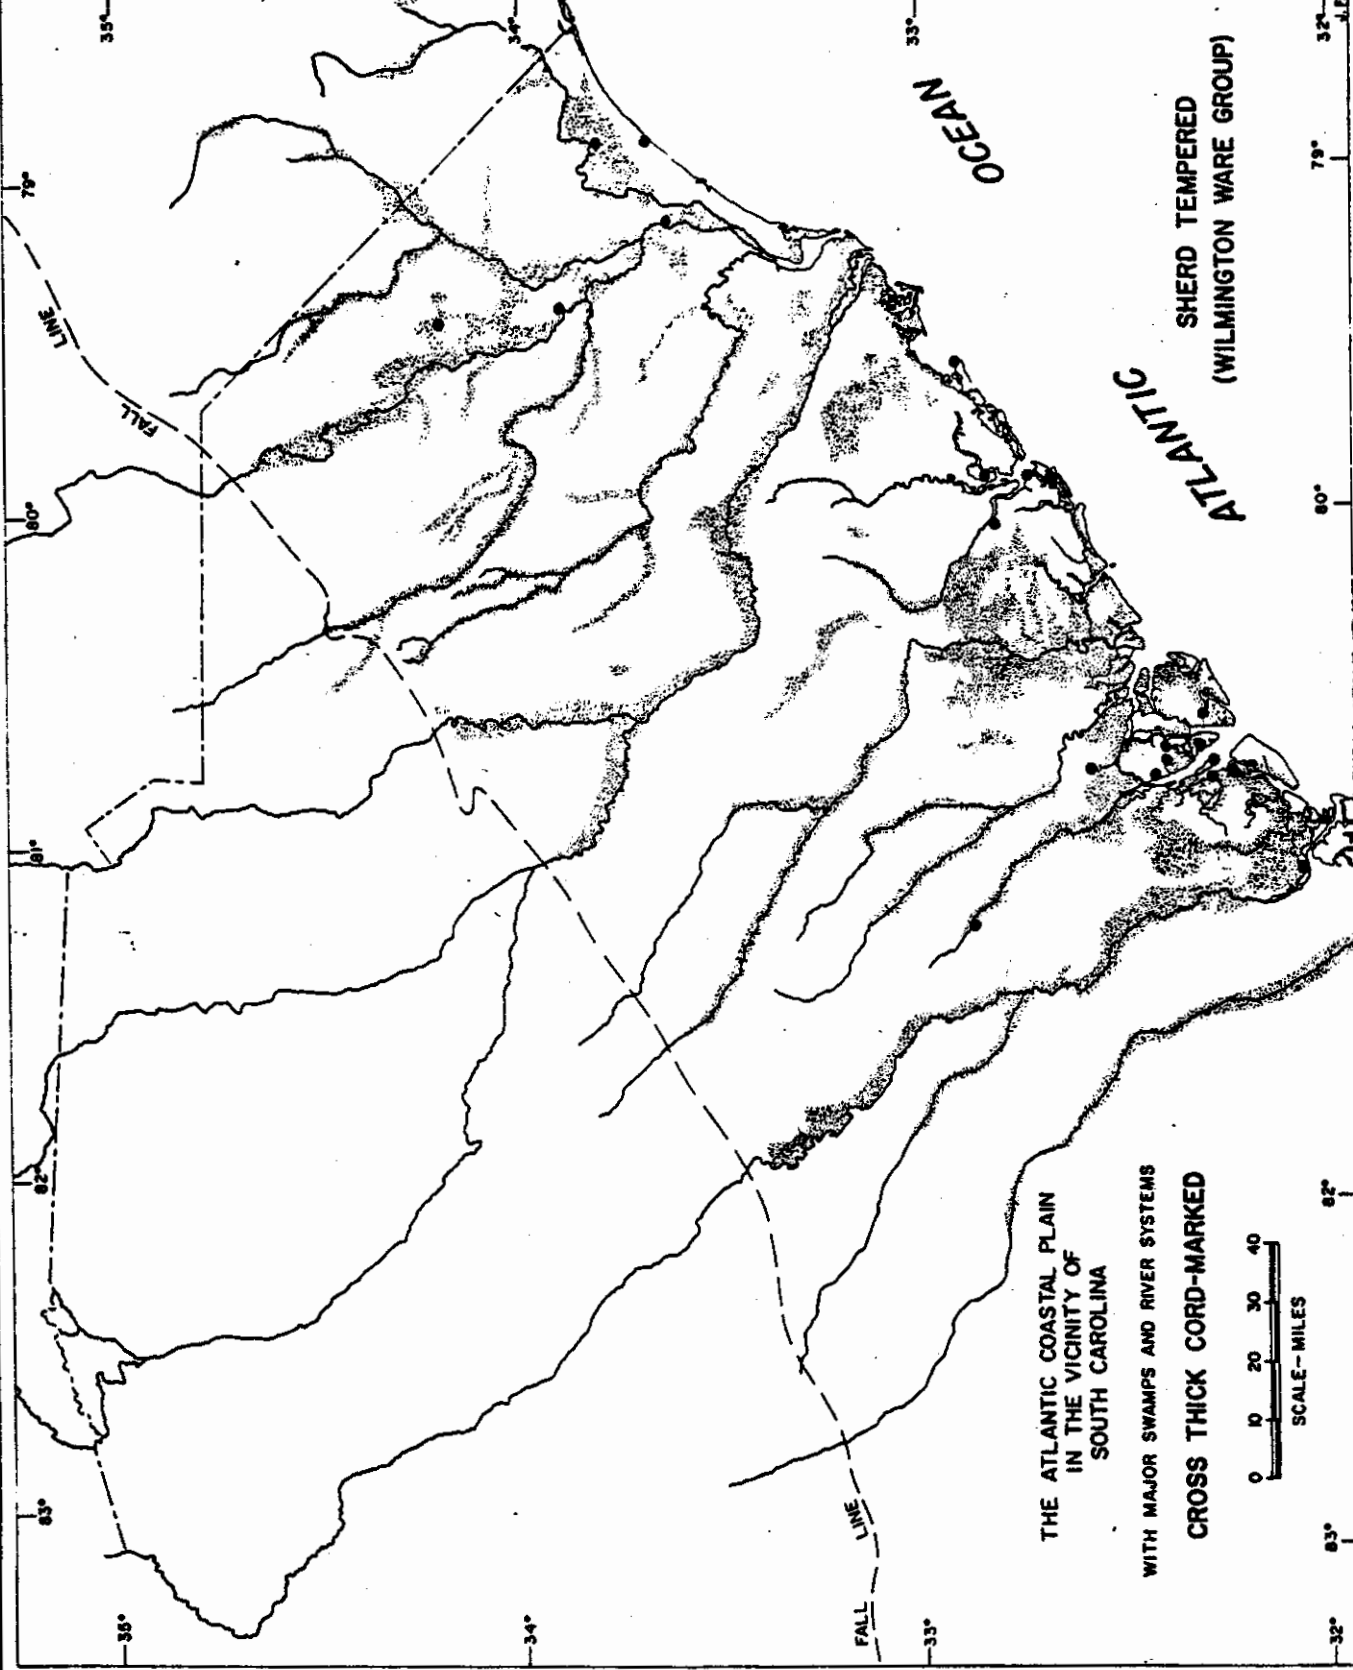 THE ATLANTIC COASTAL PLAIN
IN THE VICINITY OF
SOUTH CAROLINA
WITH MAJOR SWAMPS AND RIVER SYSTEMS
CROSS THICK CORD-MARKED
0 10 20 30 40
SCALE-MILES
SHERD TEMPERED
(WILMINGTON WARE GROUP)
ATLANTIC
OCEAN
FALL
LINE
FALL
LINE
83°
82°
81°
80°
79°
35°
34°
33°
32°
35°
34°
33°
32°
83°
82°
80°
79°